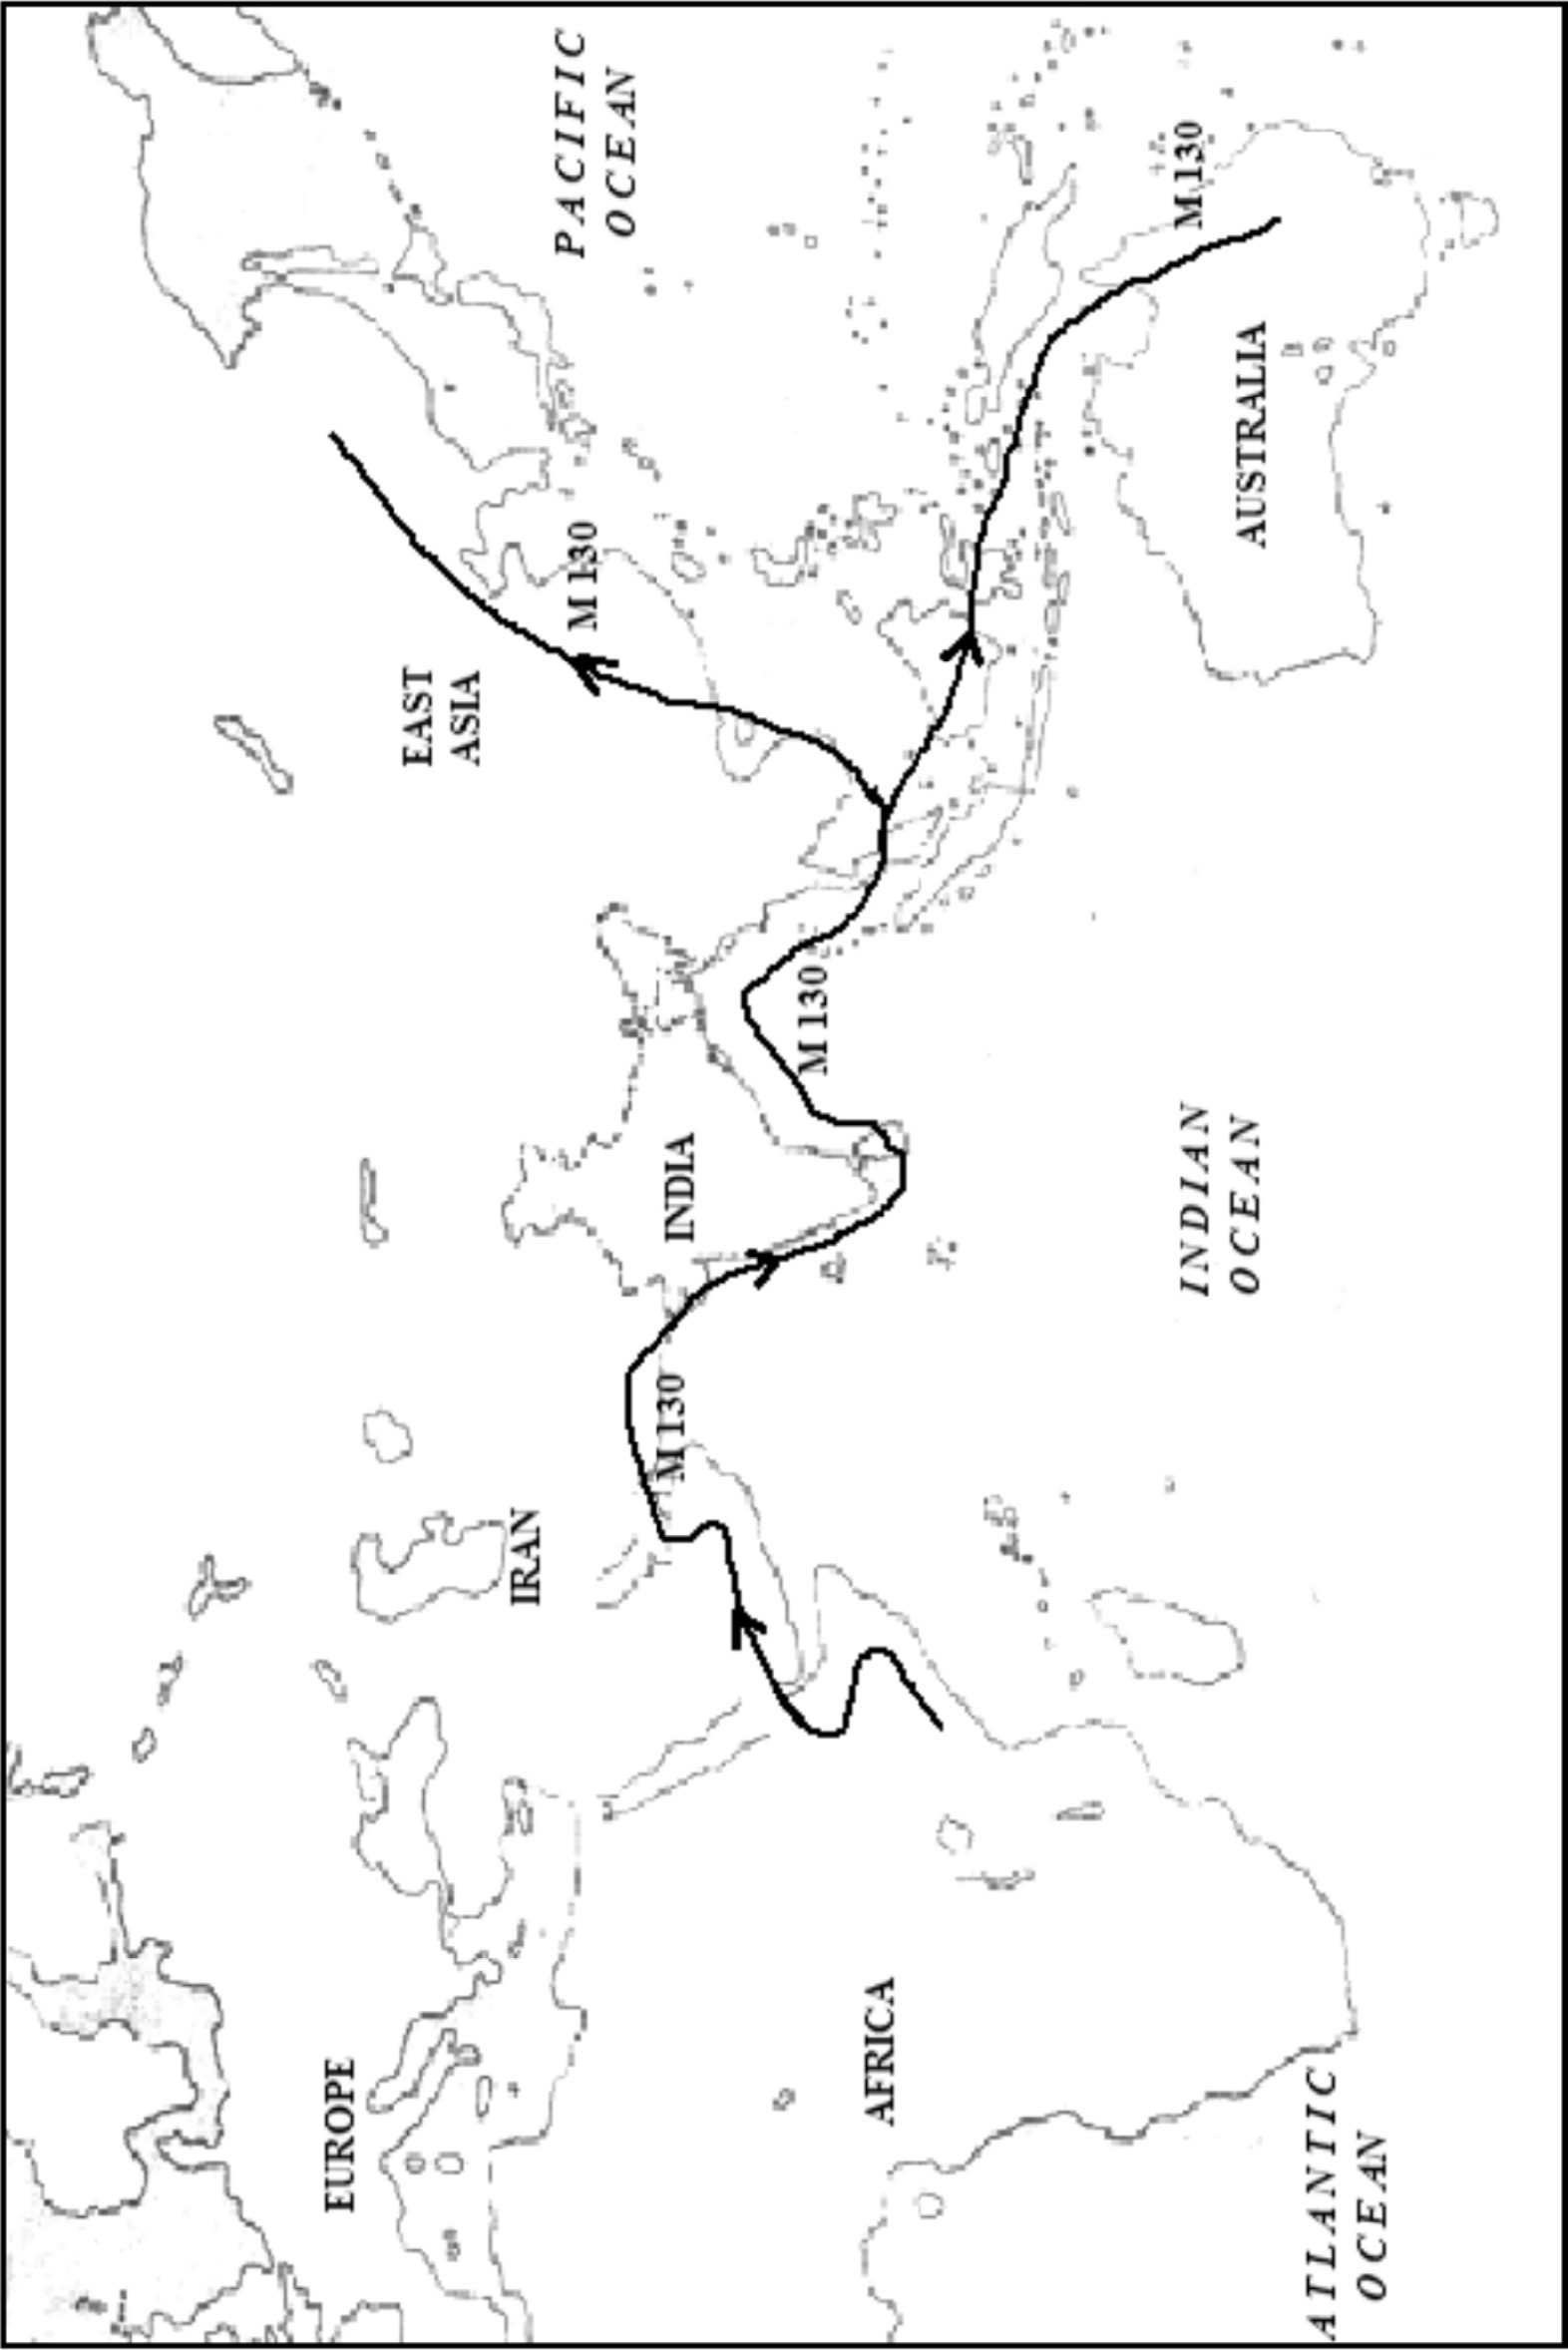 EUROPE
IRAN
EAST
ASIA
PACIFIC
OCEAN
M 130
INDIA
M 130
M 130
AFRICA
M 130
AUSTRALIA
INDIAN
OCEAN
ATLANTIC
OCEAN